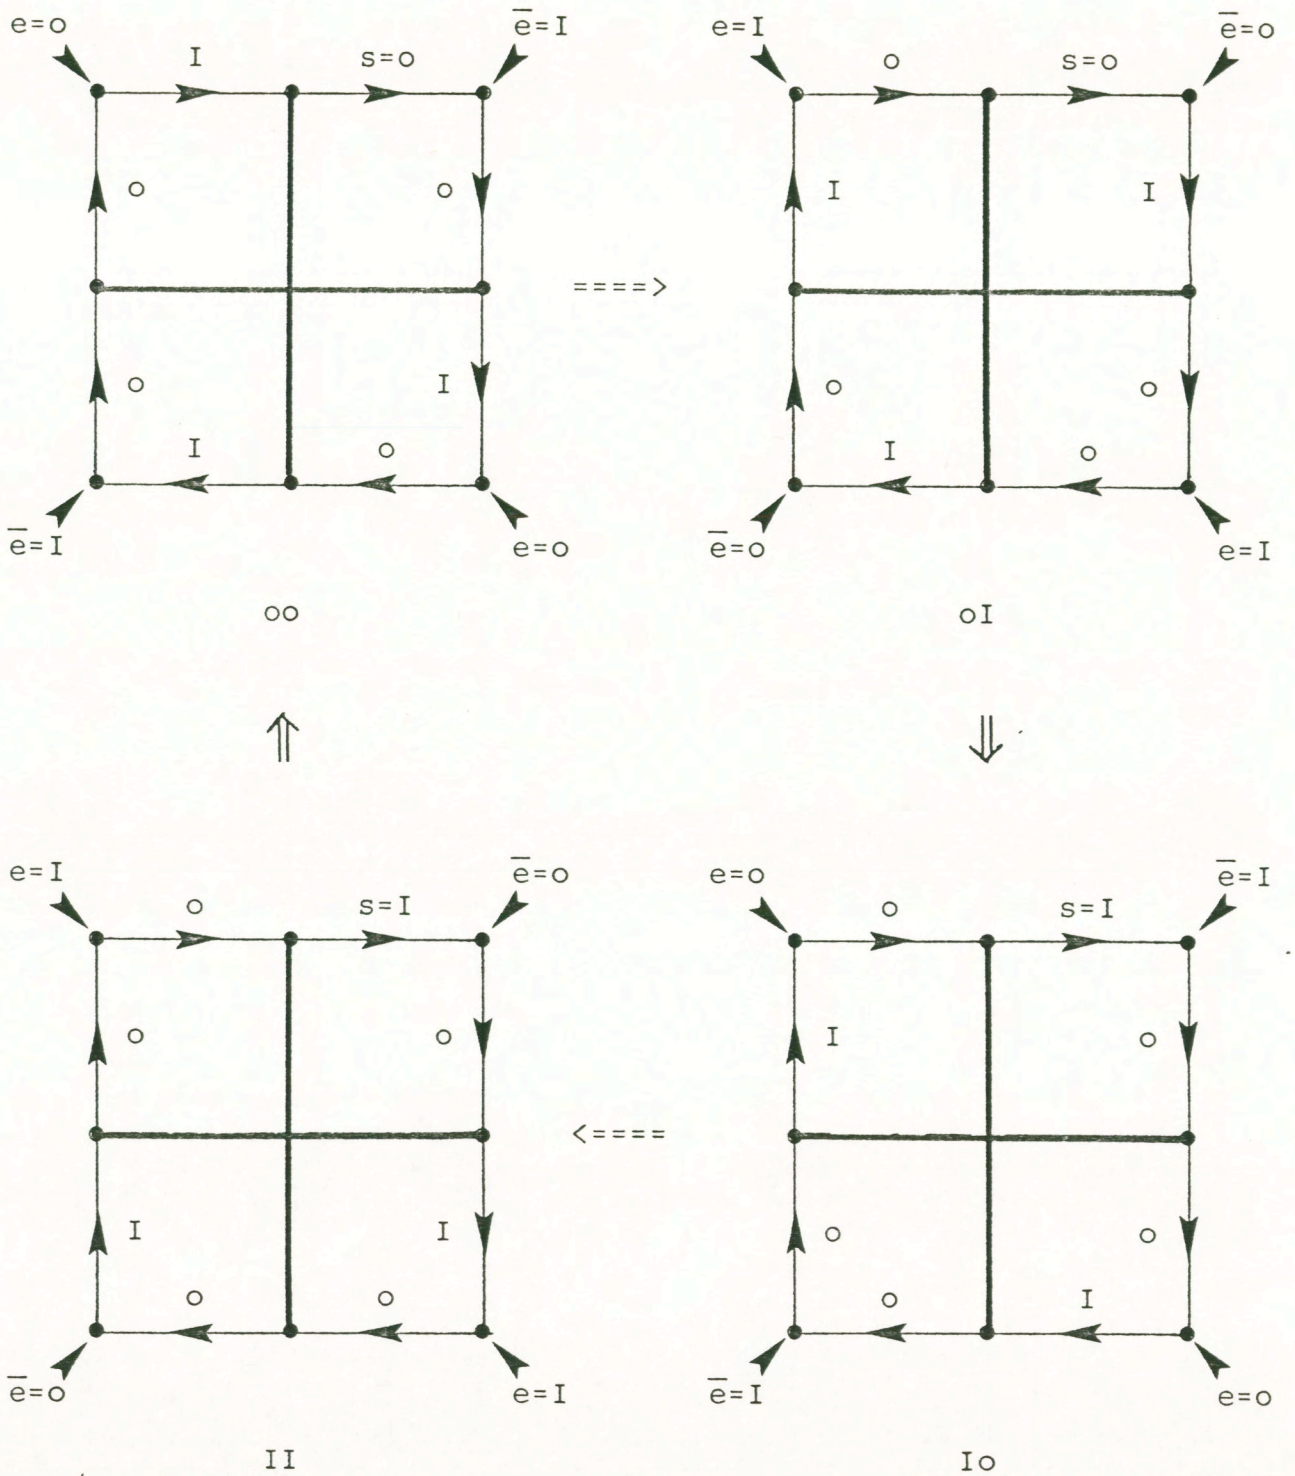 e=o I s=o e̅=I e=I o s=o e̅=o
o o I I
====>
o I o o
I o I o
e̅=I e=o e̅=o e=I
oo oI
⇑ ⇓
e=I o s=I e̅=o e=o o s=I e̅=I
o o I o
<====
I I o o
o o o I
e̅=o e=I e̅=I e=o
II Io